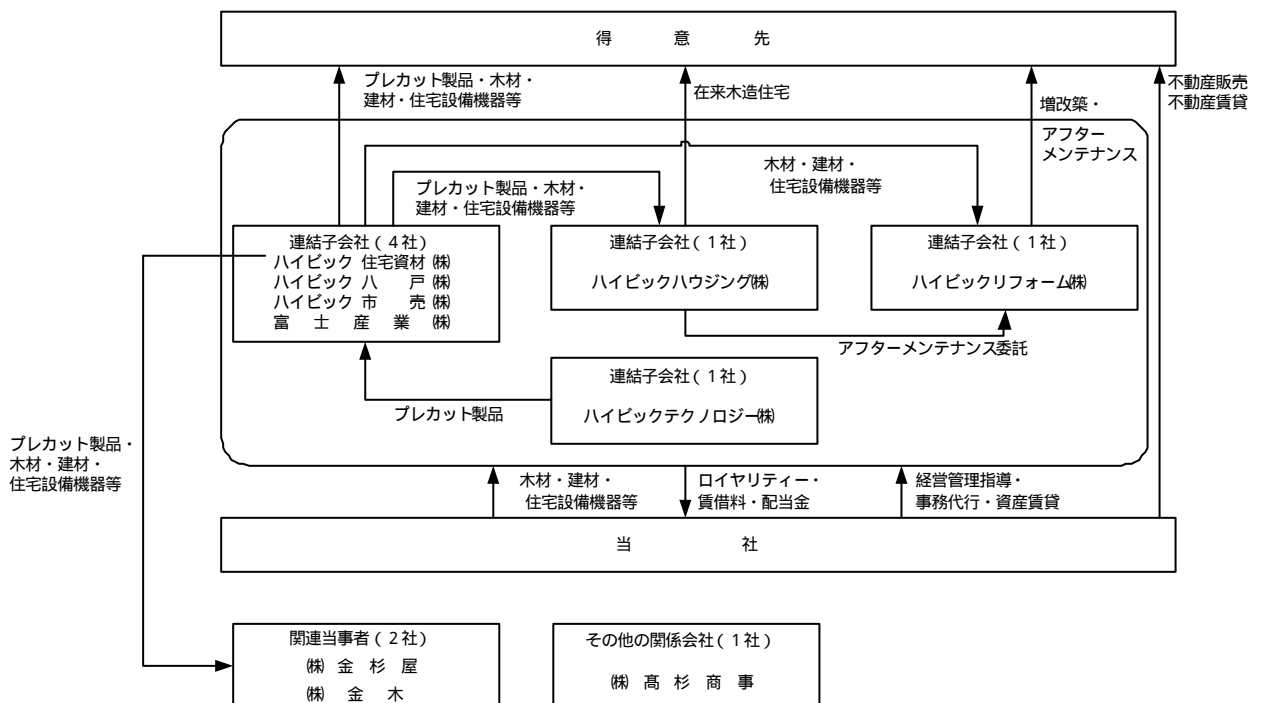 得意先
プレカット製品・木材・
建材・住宅設備機器等
在来木造住宅
増改築・
アフター
メンテナンス
不動産販売
不動産賃貸
木材・建材・
住宅設備機器等
プレカット製品・木材・
建材・住宅設備機器等
連結子会社(4社)
ハイビック 住宅資材 ㈱
ハイビック 八戸 ㈱
ハイビック 市売 ㈱
富士産業 ㈱
連結子会社(1社)
ハイビックハウジング㈱
連結子会社(1社)
ハイビックリフォーム㈱
アフターメンテナンス委託
連結子会社(1社)
ハイビックテクノロジー㈱
プレカット製品
プレカット製品・
木材・建材・
住宅設備機器等
木材・建材・
住宅設備機器等
ロイヤリティー・
賃借料・配当金
経営管理指導・
事務代行・資産賃貸
当社
関連当事者(2社)
㈱ 金杉屋
㈱ 金木
その他の関係会社(1社)
㈱ 髙杉商事